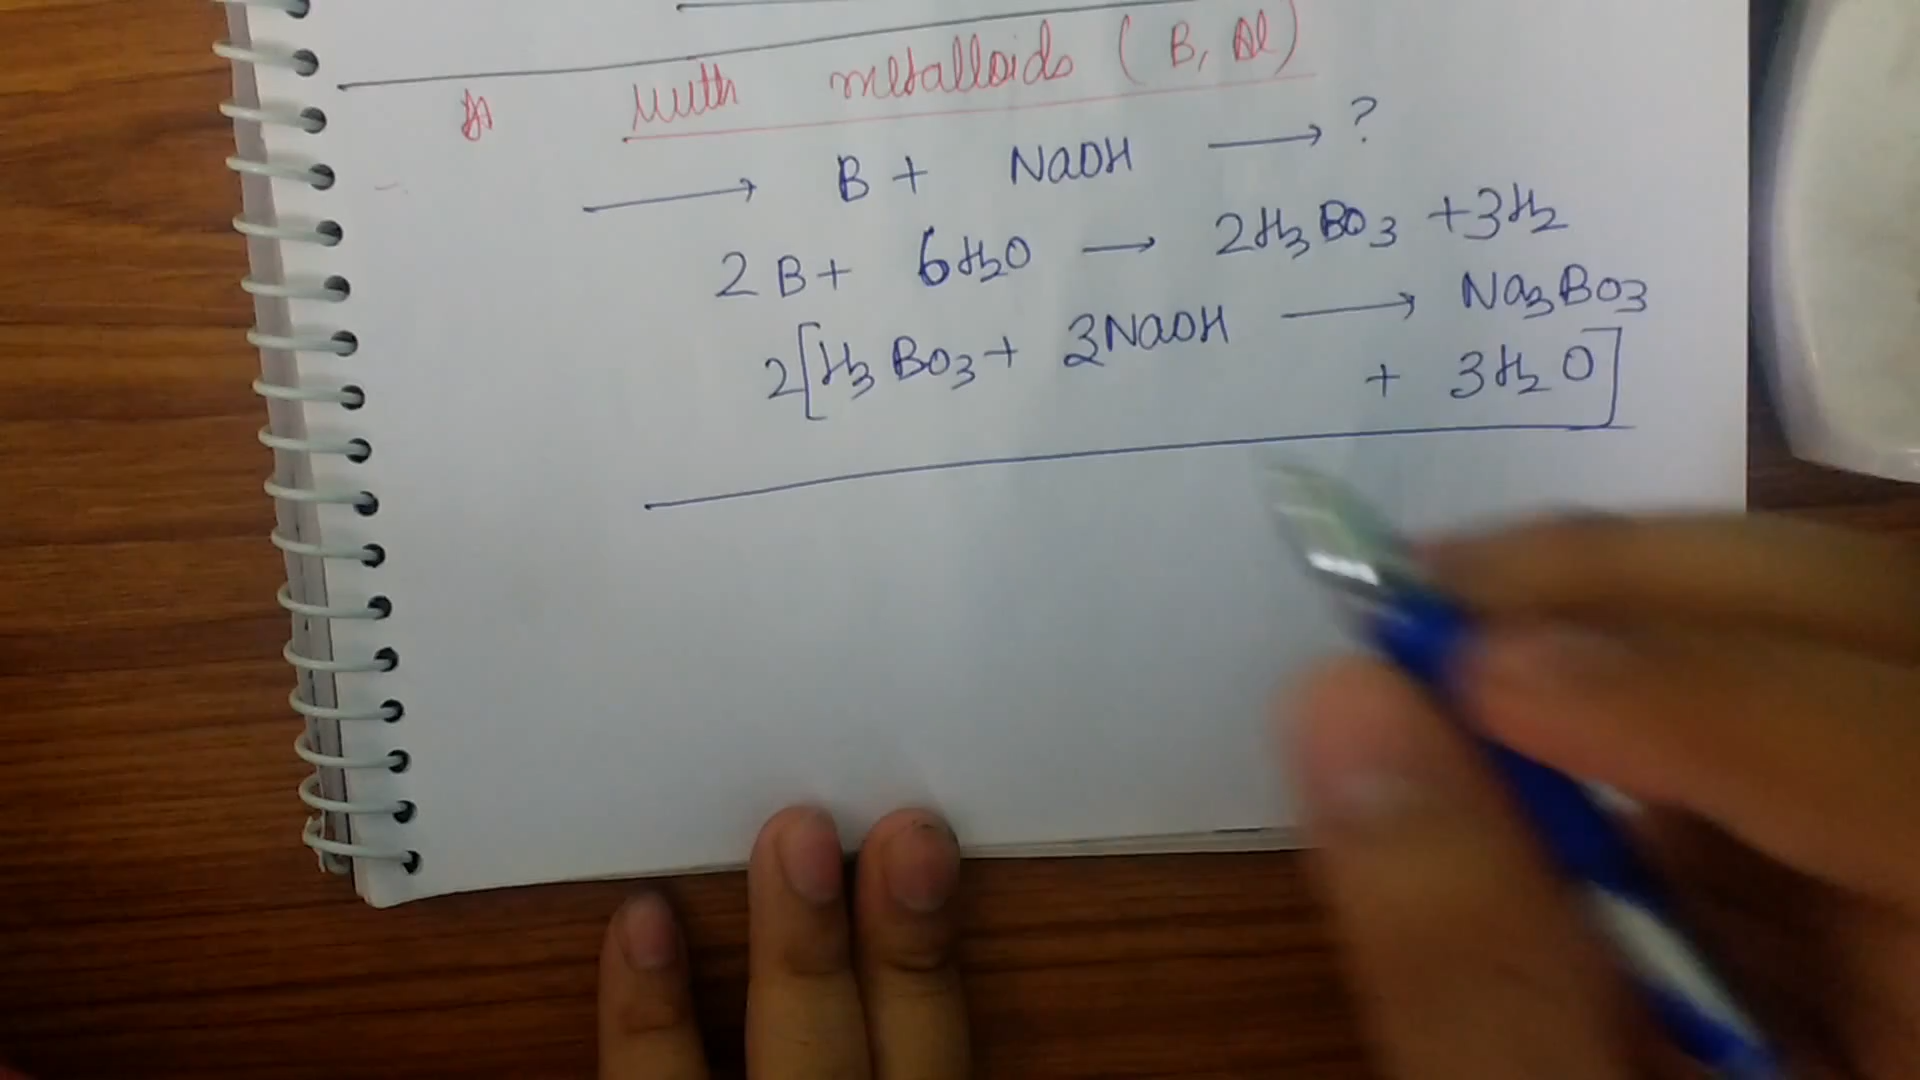 With metalloids (B, Al)
⟶ B + NaOH ⟶ ?
2B + 6H2O ⟶ 2H3BO3 + 3H2
2[H3BO3 + 3NaOH ⟶ Na3BO3
+ 3H2O]